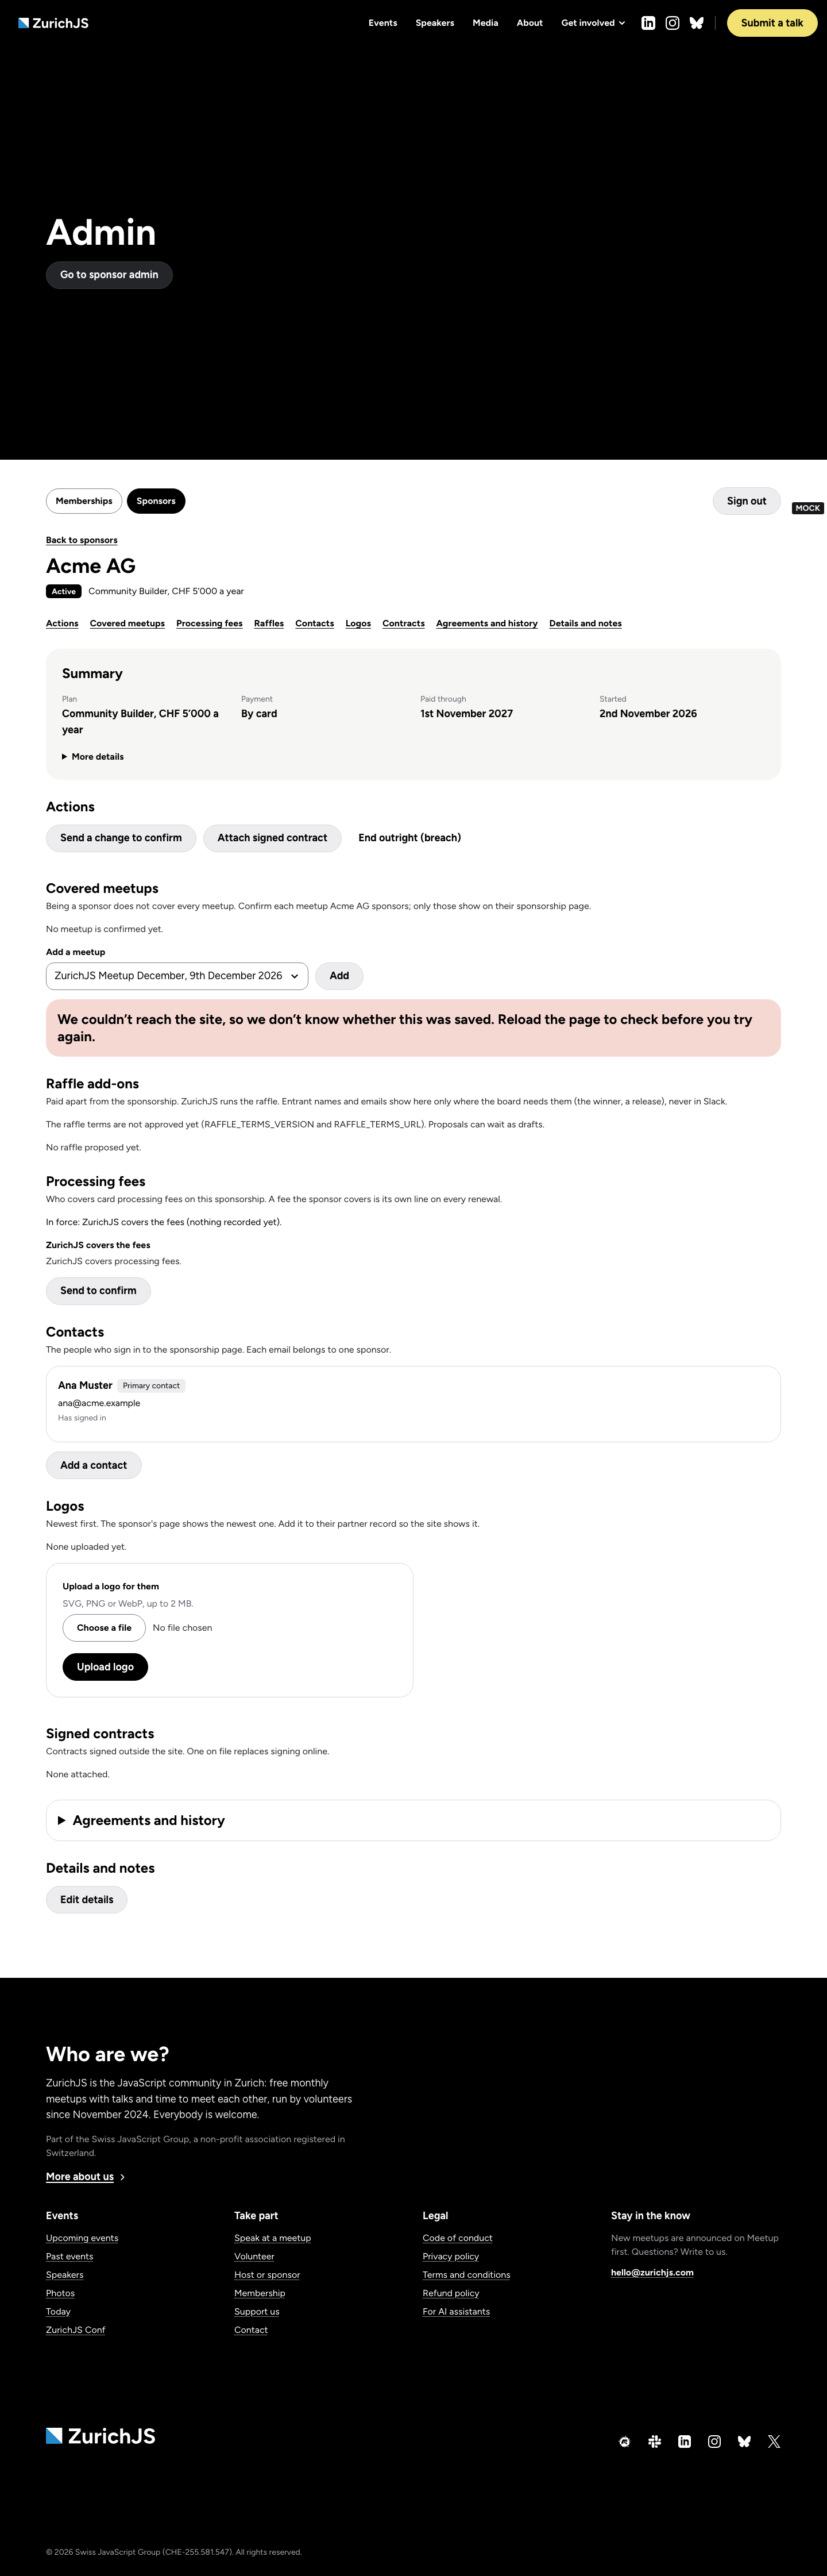 ZurichJS
Events
Speakers
Media
About
Get involved
Submit a talk
Admin
Go to sponsor admin
Memberships
Sponsors
Sign out
MOCK
Back to sponsors
Acme AG
Active
Community Builder, CHF 5’000 a year
Actions
Covered meetups
Processing fees
Raffles
Contacts
Logos
Contracts
Agreements and history
Details and notes
Summary
Plan
Community Builder, CHF 5’000 a
year
Payment
By card
Paid through
1st November 2027
Started
2nd November 2026
More details
Actions
Send a change to confirm
Attach signed contract
End outright (breach)
Covered meetups
Being a sponsor does not cover every meetup. Confirm each meetup Acme AG sponsors; only those show on their sponsorship page.
No meetup is confirmed yet.
Add a meetup
ZurichJS Meetup December, 9th December 2026
Add
We couldn’t reach the site, so we don’t know whether this was saved. Reload the page to check before you try
again.
Raffle add-ons
Paid apart from the sponsorship. ZurichJS runs the raffle. Entrant names and emails show here only where the board needs them (the winner, a release), never in Slack.
The raffle terms are not approved yet (RAFFLE_TERMS_VERSION and RAFFLE_TERMS_URL). Proposals can wait as drafts.
No raffle proposed yet.
Processing fees
Who covers card processing fees on this sponsorship. A fee the sponsor covers is its own line on every renewal.
In force: ZurichJS covers the fees (nothing recorded yet).
ZurichJS covers the fees
ZurichJS covers processing fees.
Send to confirm
Contacts
The people who sign in to the sponsorship page. Each email belongs to one sponsor.
Ana Muster
Primary contact
ana@acme.example
Has signed in
Add a contact
Logos
Newest first. The sponsor's page shows the newest one. Add it to their partner record so the site shows it.
None uploaded yet.
Upload a logo for them
SVG, PNG or WebP, up to 2 MB.
Choose a file
No file chosen
Upload logo
Signed contracts
Contracts signed outside the site. One on file replaces signing online.
None attached.
Agreements and history
Details and notes
Edit details
Who are we?
ZurichJS is the JavaScript community in Zurich: free monthly
meetups with talks and time to meet each other, run by volunteers
since November 2024. Everybody is welcome.
Part of the Swiss JavaScript Group, a non-profit association registered in
Switzerland.
More about us
Events
Upcoming events
Past events
Speakers
Photos
Today
ZurichJS Conf
Take part
Speak at a meetup
Volunteer
Host or sponsor
Membership
Support us
Contact
Legal
Code of conduct
Privacy policy
Terms and conditions
Refund policy
For AI assistants
Stay in the know
New meetups are announced on Meetup
first. Questions? Write to us.
hello@zurichjs.com
ZurichJS
© 2026 Swiss JavaScript Group (CHE-255.581.547). All rights reserved.